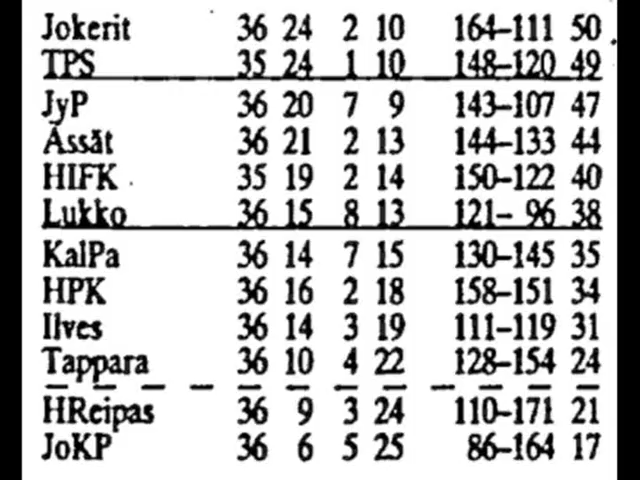 Jokerit 36 24 2 10 164–111 50
TPS 35 24 1 10 148–120 49
JyP 36 20 7 9 143–107 47
Ässät 36 21 2 13 144–133 44
HIFK 35 19 2 14 150–122 40
Lukko 36 15 8 13 121– 96 38
KalPa 36 14 7 15 130–145 35
HPK 36 16 2 18 158–151 34
Ilves 36 14 3 19 111–119 31
Tappara 36 10 4 22 128–154 24
HReipas 36 9 3 24 110–171 21
JoKP 36 6 5 25 86–164 17